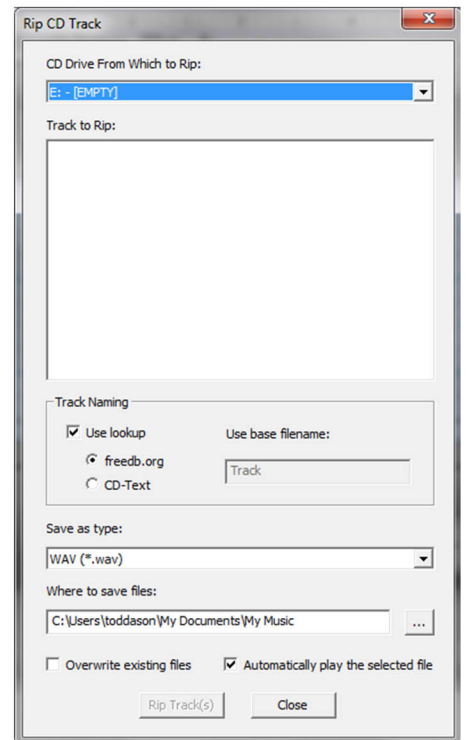 Rip CD Track
CD Drive From Which to Rip:
E: - [EMPTY]
Track to Rip:
Track Naming
Use lookup
Use base filename:
freedb.org
Track
CD-Text
Save as type:
WAV (*.wav)
Where to save files:
C:\Users\toddason\My Documents\My Music
...
Overwrite existing files
Automatically play the selected file
Rip Track(s)
Close